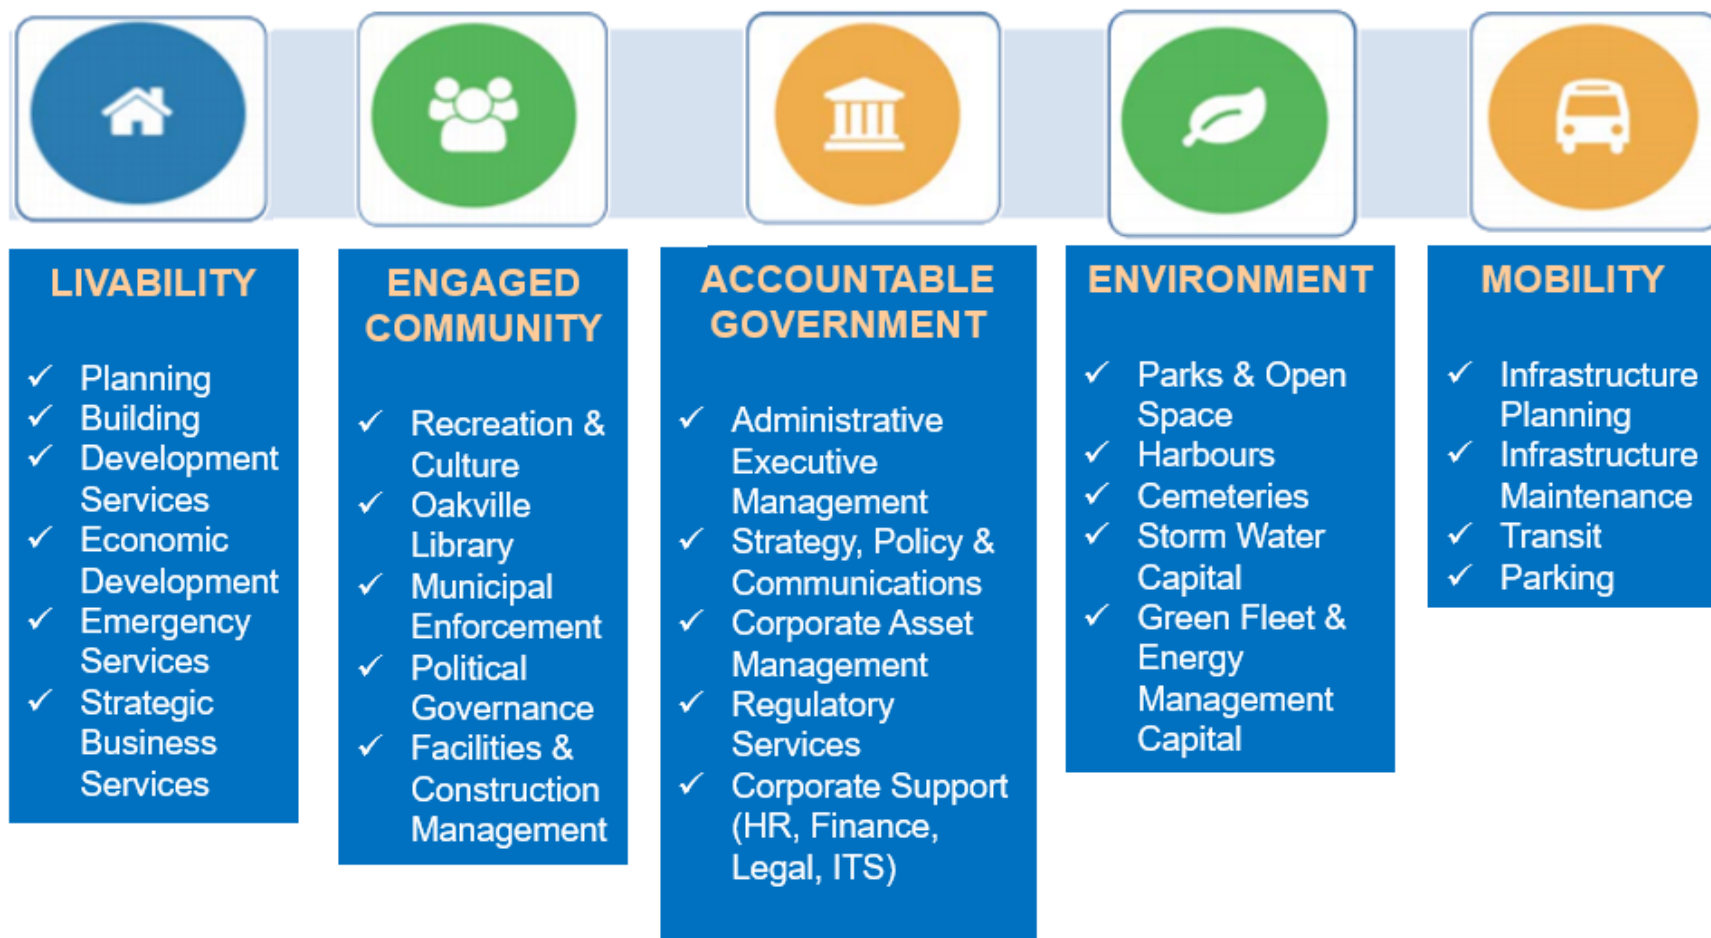 LIVABILITY
✓ Planning
✓ Building
✓ Development
Services
✓ Economic
Development
✓ Emergency
Services
✓ Strategic
Business
Services
ENGAGED
COMMUNITY
✓ Recreation &
Culture
✓ Oakville
Library
✓ Municipal
Enforcement
✓ Political
Governance
✓ Facilities &
Construction
Management
ACCOUNTABLE
GOVERNMENT
✓ Administrative
Executive
Management
✓ Strategy, Policy &
Communications
✓ Corporate Asset
Management
✓ Regulatory
Services
✓ Corporate Support
(HR, Finance,
Legal, ITS)
ENVIRONMENT
✓ Parks & Open
Space
✓ Harbours
✓ Cemeteries
✓ Storm Water
Capital
✓ Green Fleet &
Energy
Management
Capital
MOBILITY
✓ Infrastructure
Planning
✓ Infrastructure
Maintenance
✓ Transit
✓ Parking